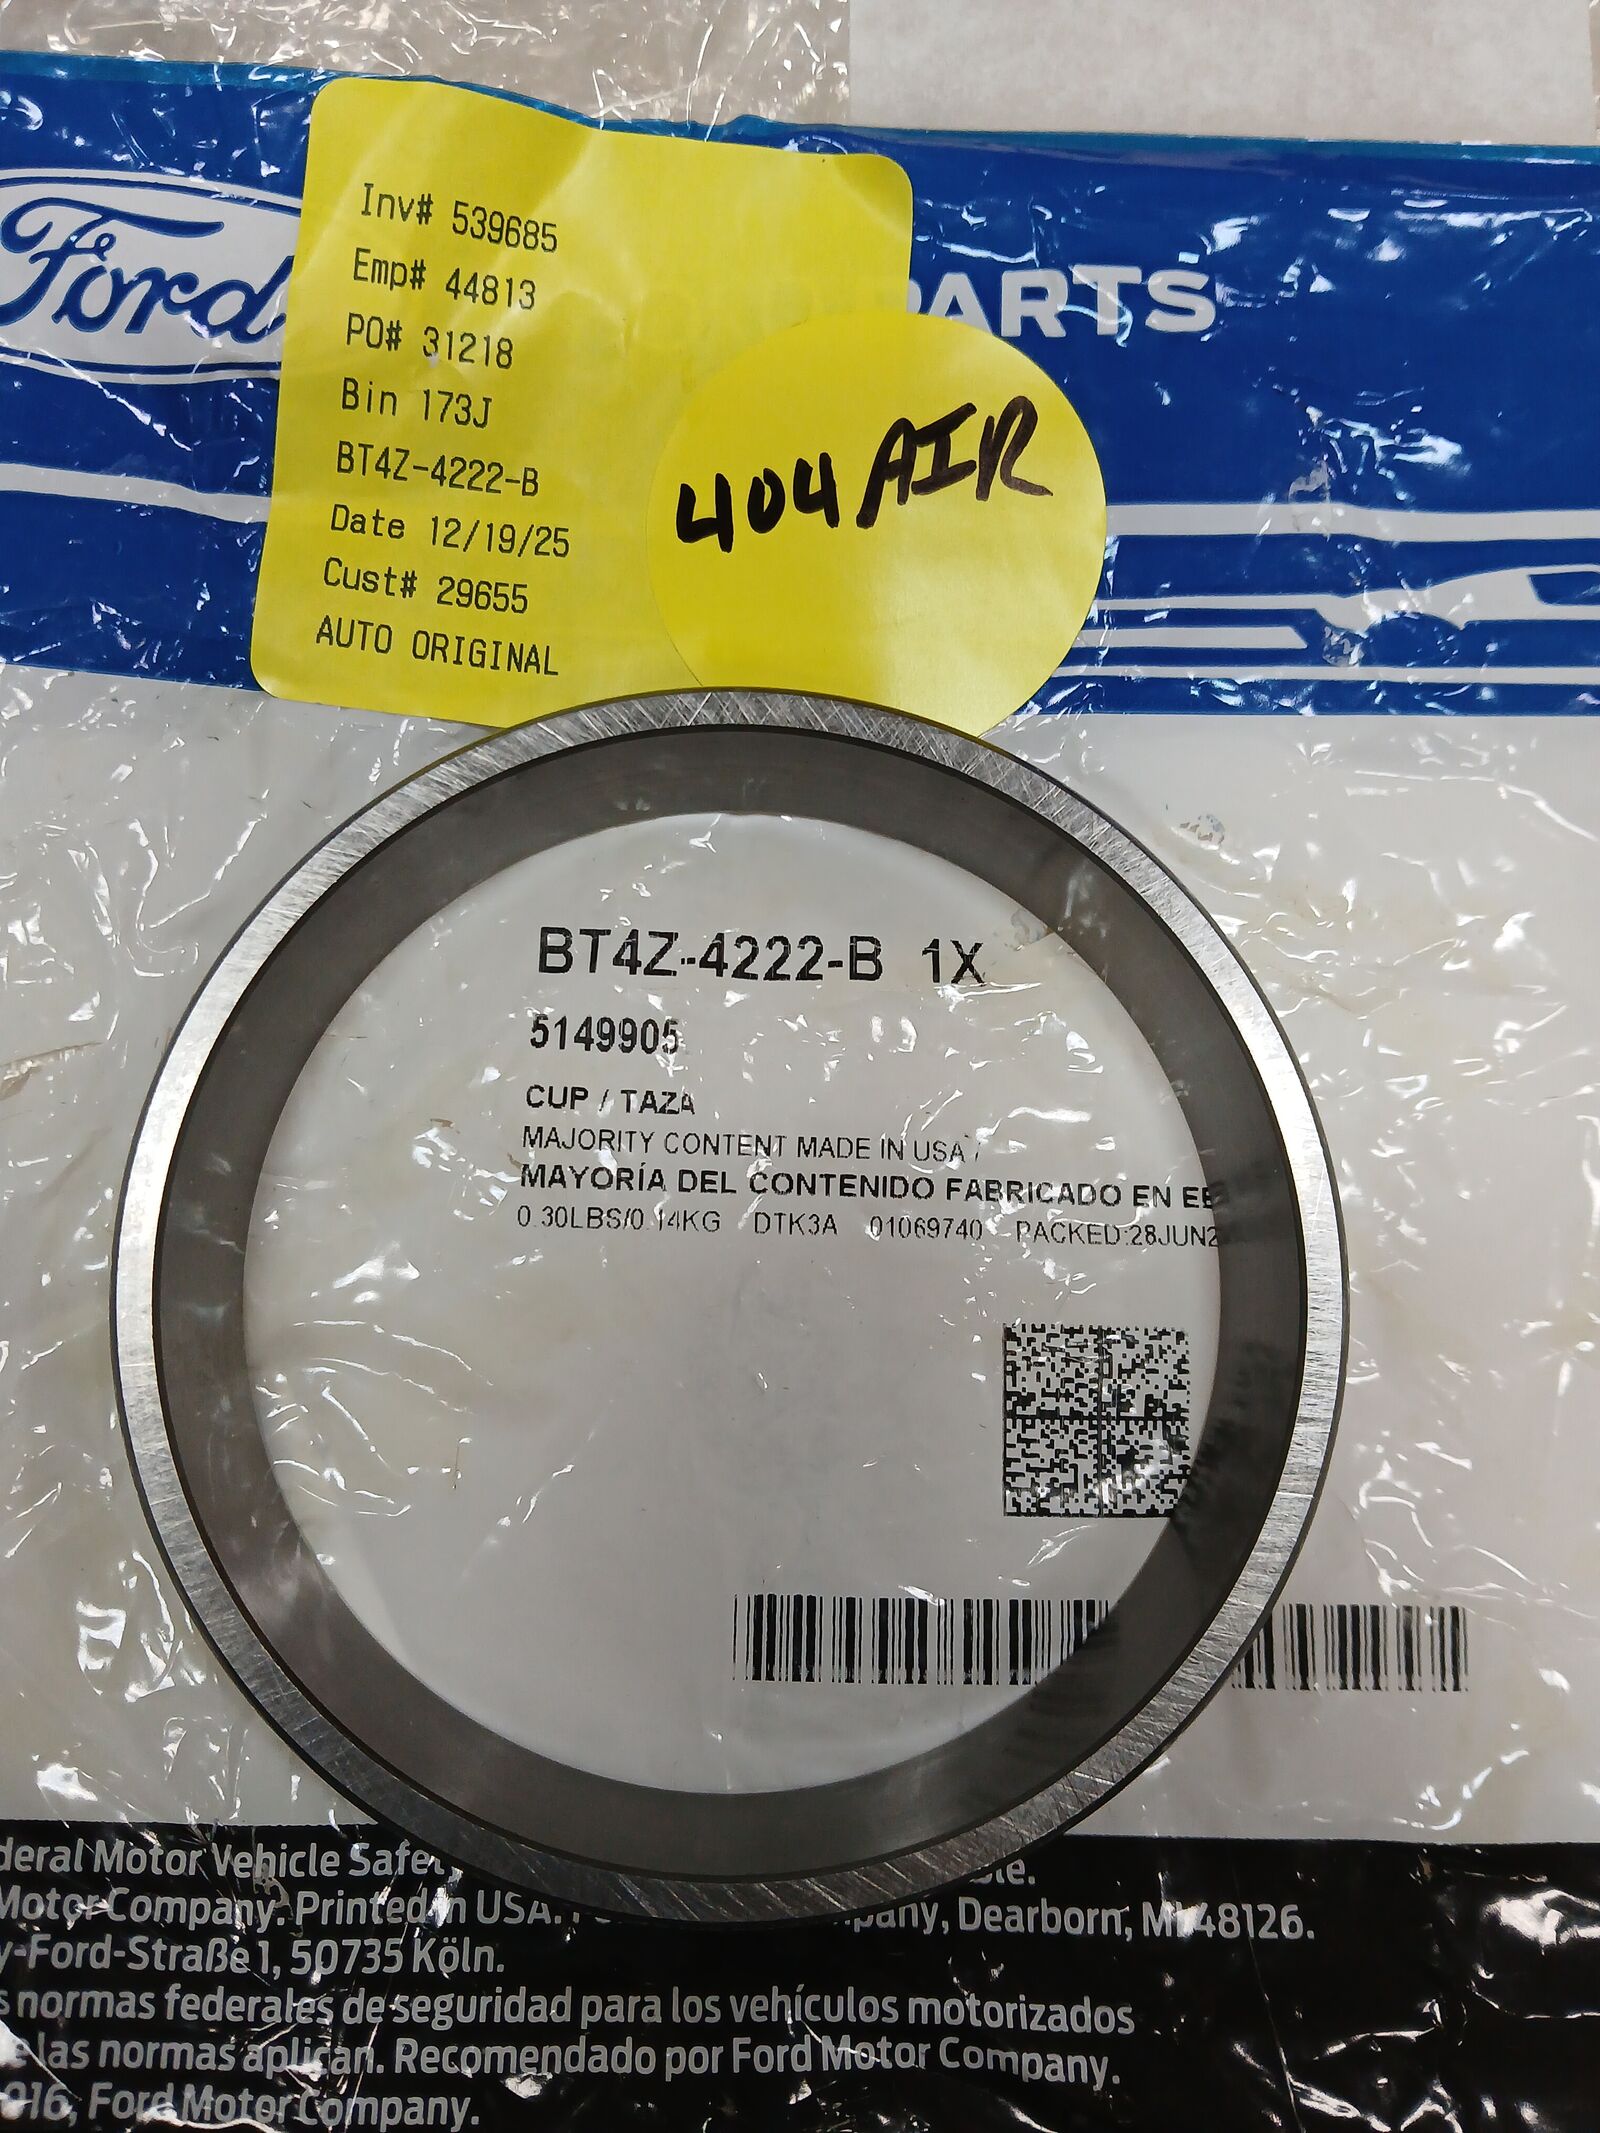 Ford
PARTS
Inv# 539685
Emp# 44813
PO# 31218
Bin 173J
BT4Z-4222-B
Date 12/19/25
Cust# 29655
AUTO ORIGINAL
404 AIR
BT4Z-4222-B 1X
5149905
CUP / TAZA
MAJORITY CONTENT MADE IN USA /
MAYORÍA DEL CONTENIDO FABRICADO EN EE
0.30LBS/0.14KG DTK3A 01069740 PACKED:28JUN2
deral Motor Vehicle Safet
Motor Company. Printed in USA. pany, Dearborn, MI 48126.
y-Ford-Straße 1, 50735 Köln.
s normas federales de seguridad para los vehículos motorizados
e las normas aplican. Recomendado por Ford Motor Company.
016, Ford Motor Company.